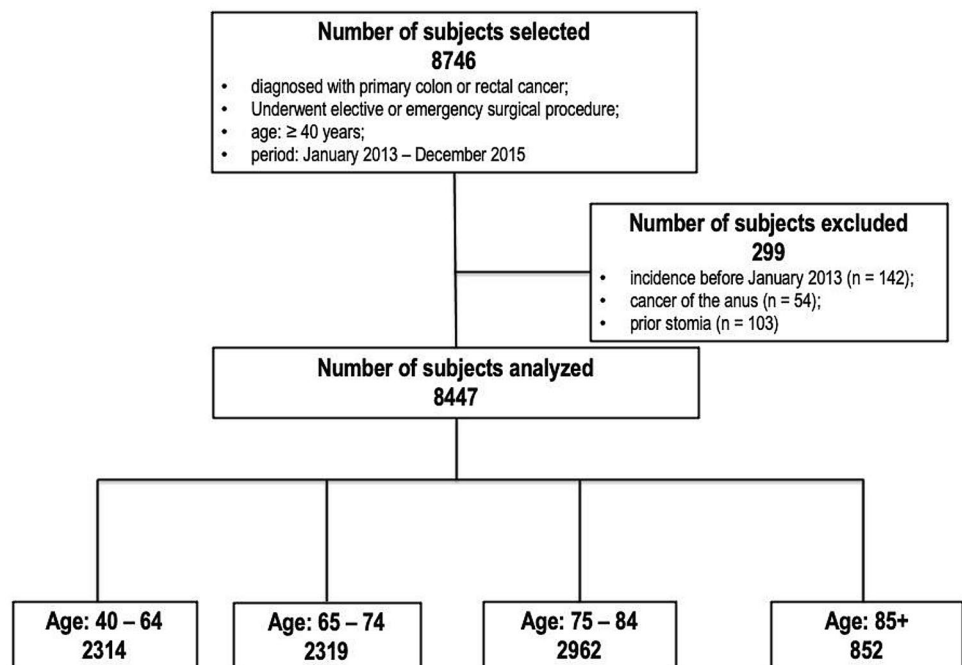 Number of subjects selected
8746
• diagnosed with primary colon or rectal cancer;
• Underwent elective or emergency surgical procedure;
• age: ≥ 40 years;
• period: January 2013 – December 2015
Number of subjects excluded
299
• incidence before January 2013 (n = 142);
• cancer of the anus (n = 54);
• prior stomia (n = 103)
Number of subjects analyzed
8447
Age: 40 – 64
2314
Age: 65 – 74
2319
Age: 75 – 84
2962
Age: 85+
852